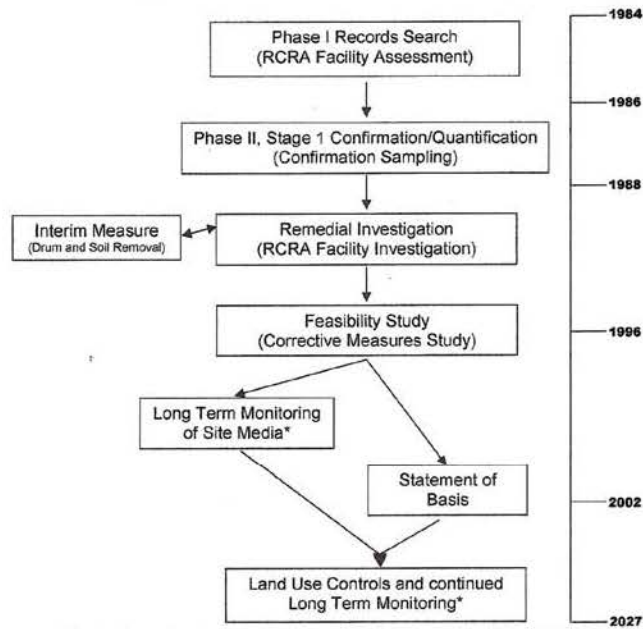 1984
Phase I Records Search
(RCRA Facility Assessment)
1986
Phase II, Stage 1 Confirmation/Quantification
(Confirmation Sampling)
1988
Interim Measure
(Drum and Soil Removal)
Remedial Investigation
(RCRA Facility Investigation)
Feasibility Study
(Corrective Measures Study)
1996
Long Term Monitoring
of Site Media*
Statement of
Basis
2002
Land Use Controls and continued
Long Term Monitoring*
2027